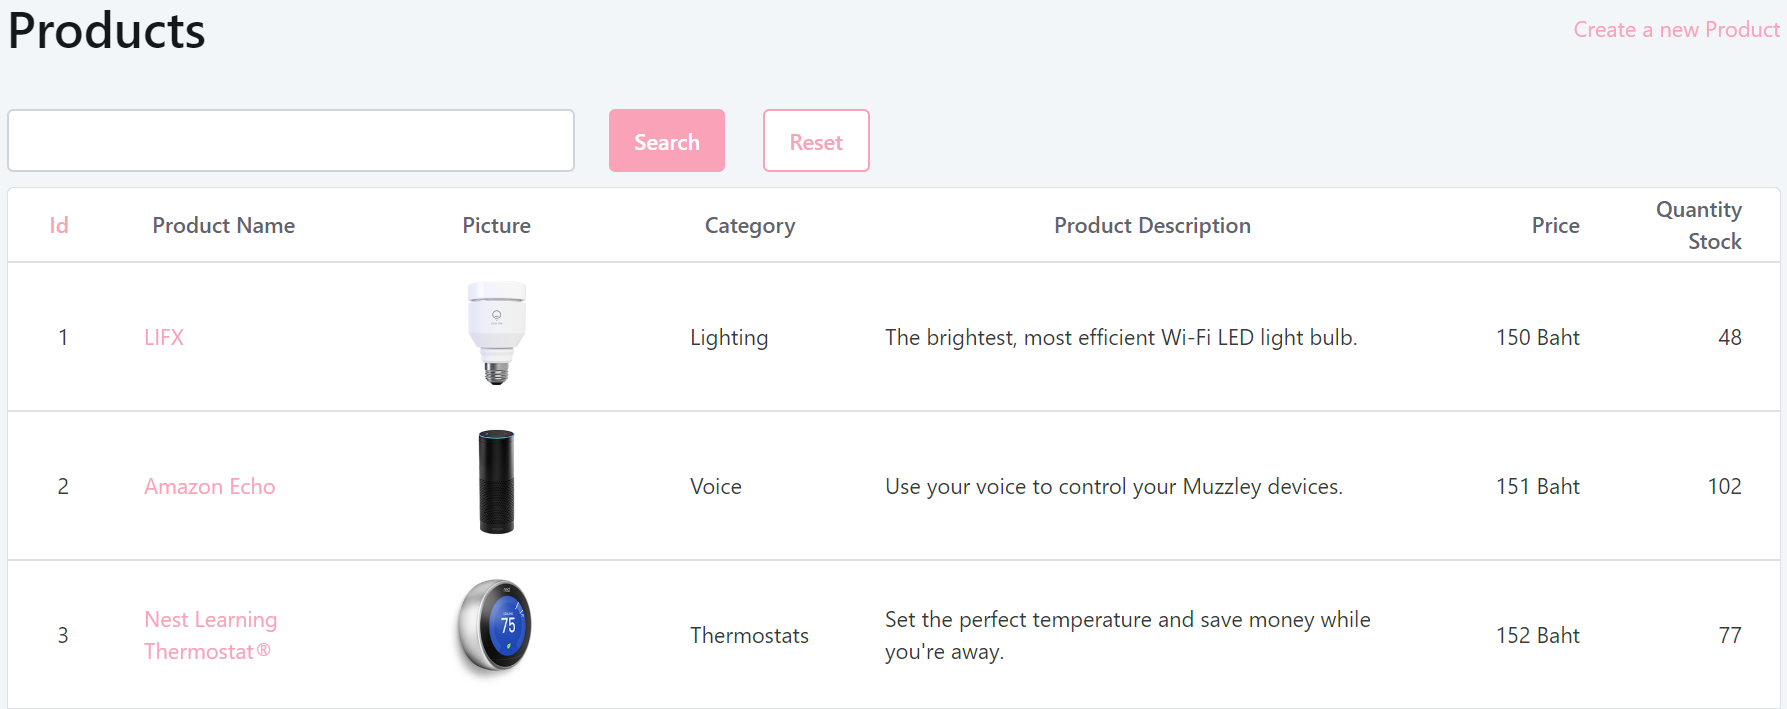 Products
Create a new Product
Search
Reset
Id
Product Name
Picture
Category
Product Description
Price
Quantity
Stock
1
LIFX
Lighting
The brightest, most efficient Wi-Fi LED light bulb.
150 Baht
48
2
Amazon Echo
Voice
Use your voice to control your Muzzley devices.
151 Baht
102
3
Nest Learning
Thermostat®
75
Thermostats
Set the perfect temperature and save money while
you're away.
152 Baht
77